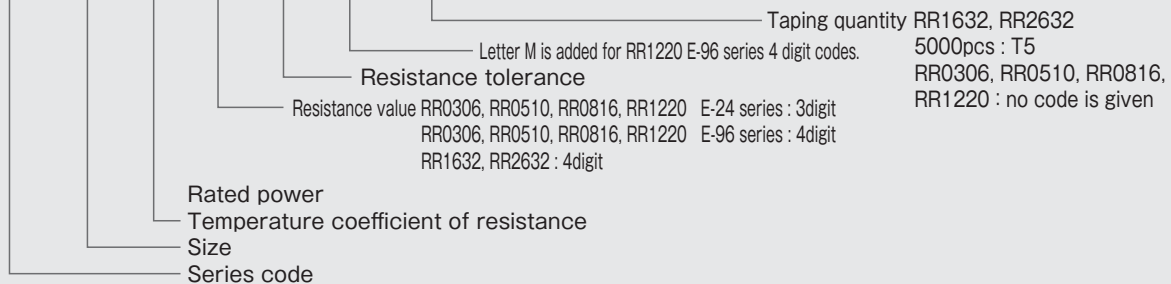 Taping quantity RR1632, RR2632
5000pcs : T5
RR0306, RR0510, RR0816,
RR1220 : no code is given
Letter M is added for RR1220 E-96 series 4 digit codes.
Resistance tolerance
Resistance value RR0306, RR0510, RR0816, RR1220 E-24 series : 3digit
RR0306, RR0510, RR0816, RR1220 E-96 series : 4digit
RR1632, RR2632 : 4digit
Rated power
Temperature coefficient of resistance
Size
Series code